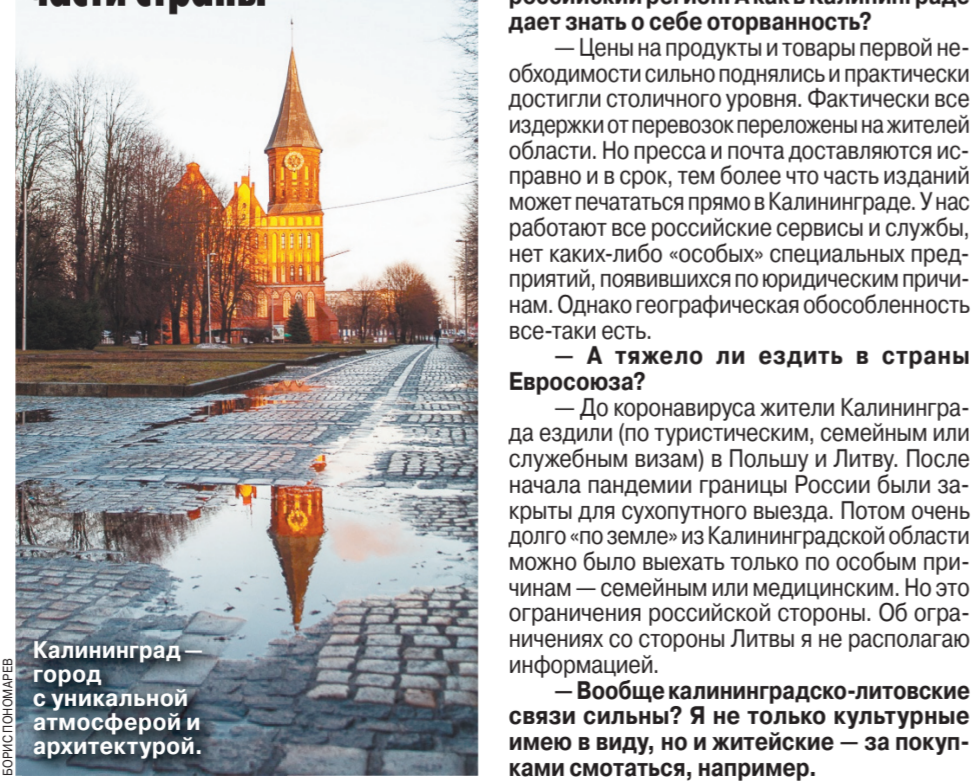 части страны
БОРИС ПОНОМАРЕВ
Калининград —
город
с уникальной
атмосферой и
архитектурой.
российский регион. А как в Калининграде
дает знать о себе оторванность?
— Цены на продукты и товары первой не-
обходимости сильно поднялись и практически
достигли столичного уровня. Фактически все
издержки от перевозок переложены на жителей
области. Но пресса и почта доставляются ис-
правно и в срок, тем более что часть изданий
может печататься прямо в Калининграде. У нас
работают все российские сервисы и службы,
нет каких-либо «особых» специальных пред-
приятий, появившихся по юридическим причи-
нам. Однако географическая обособленность
все-таки есть.
— А тяжело ли ездить в страны
Евросоюза?
— До коронавируса жители Калинингра-
да ездили (по туристическим, семейным или
служебным визам) в Польшу и Литву. После
начала пандемии границы России были за-
крыты для сухопутного выезда. Потом очень
долго «по земле» из Калининградской области
можно было выехать только по особым при-
чинам — семейным или медицинским. Но это
ограничения российской стороны. Об огра-
ничениях со стороны Литвы я не располагаю
информацией.
— Вообще калининградско-литовские
связи сильны? Я не только культурные
имею в виду, но и житейские — за покуп-
ками смотаться, например.